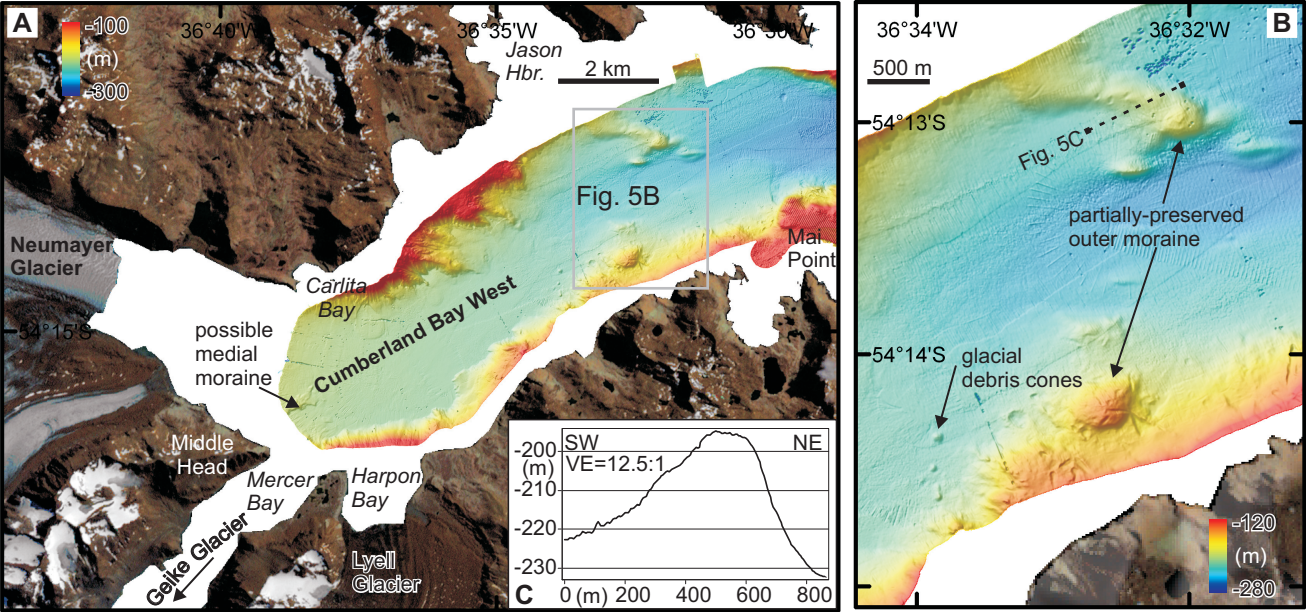 A
-100
(m)
-300
36°40'W
36°35'W
36°30'W
Jason
Hbr.
2 km
Fig. 5B
Mai
Point
Neumayer
Glacier
Carlita
Bay
54°15'S
possible
medial
moraine
Cumberland Bay West
Middle
Head
Mercer
Bay
Harpon
Bay
Geike Glacier
Lyell
Glacier
SW
NE
VE=12.5:1
-200
(m)
-210
-220
-230
0 (m) 200 400 600 800
C
B
36°34'W
36°32'W
500 m
54°13'S
Fig. 5C
partially-preserved
outer moraine
54°14'S
glacial
debris cones
-120
(m)
-280